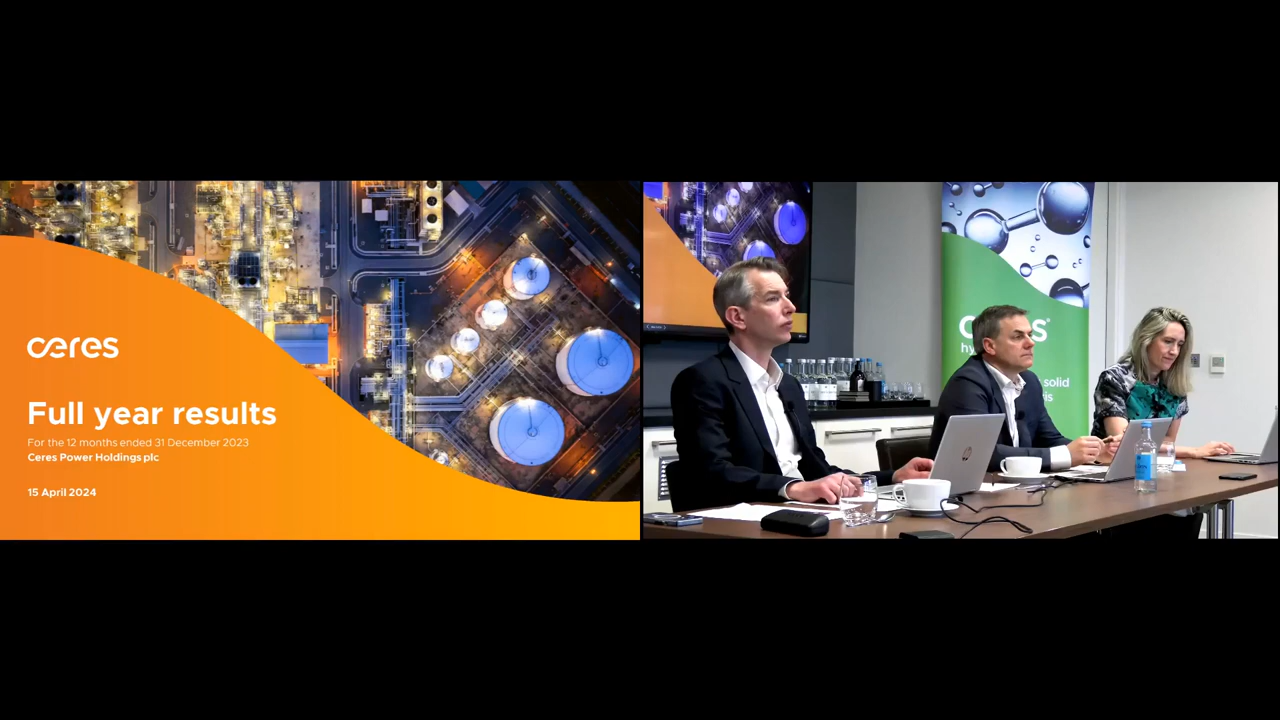 ceres
Full year results
For the 12 months ended 31 December 2023
Ceres Power Holdings plc
15 April 2024
solid
hp